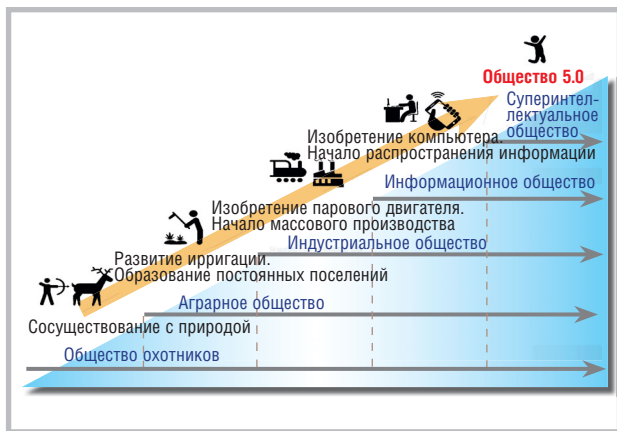 Общество 5.0
Суперинтел-
лектуальное
общество
Изобретение компьютера.
Начало распространения информации
Информационное общество
Изобретение парового двигателя.
Начало массового производства
Индустриальное общество
Развитие ирригации.
Образование постоянных поселений
Аграрное общество
Сосуществование с природой
Общество охотников